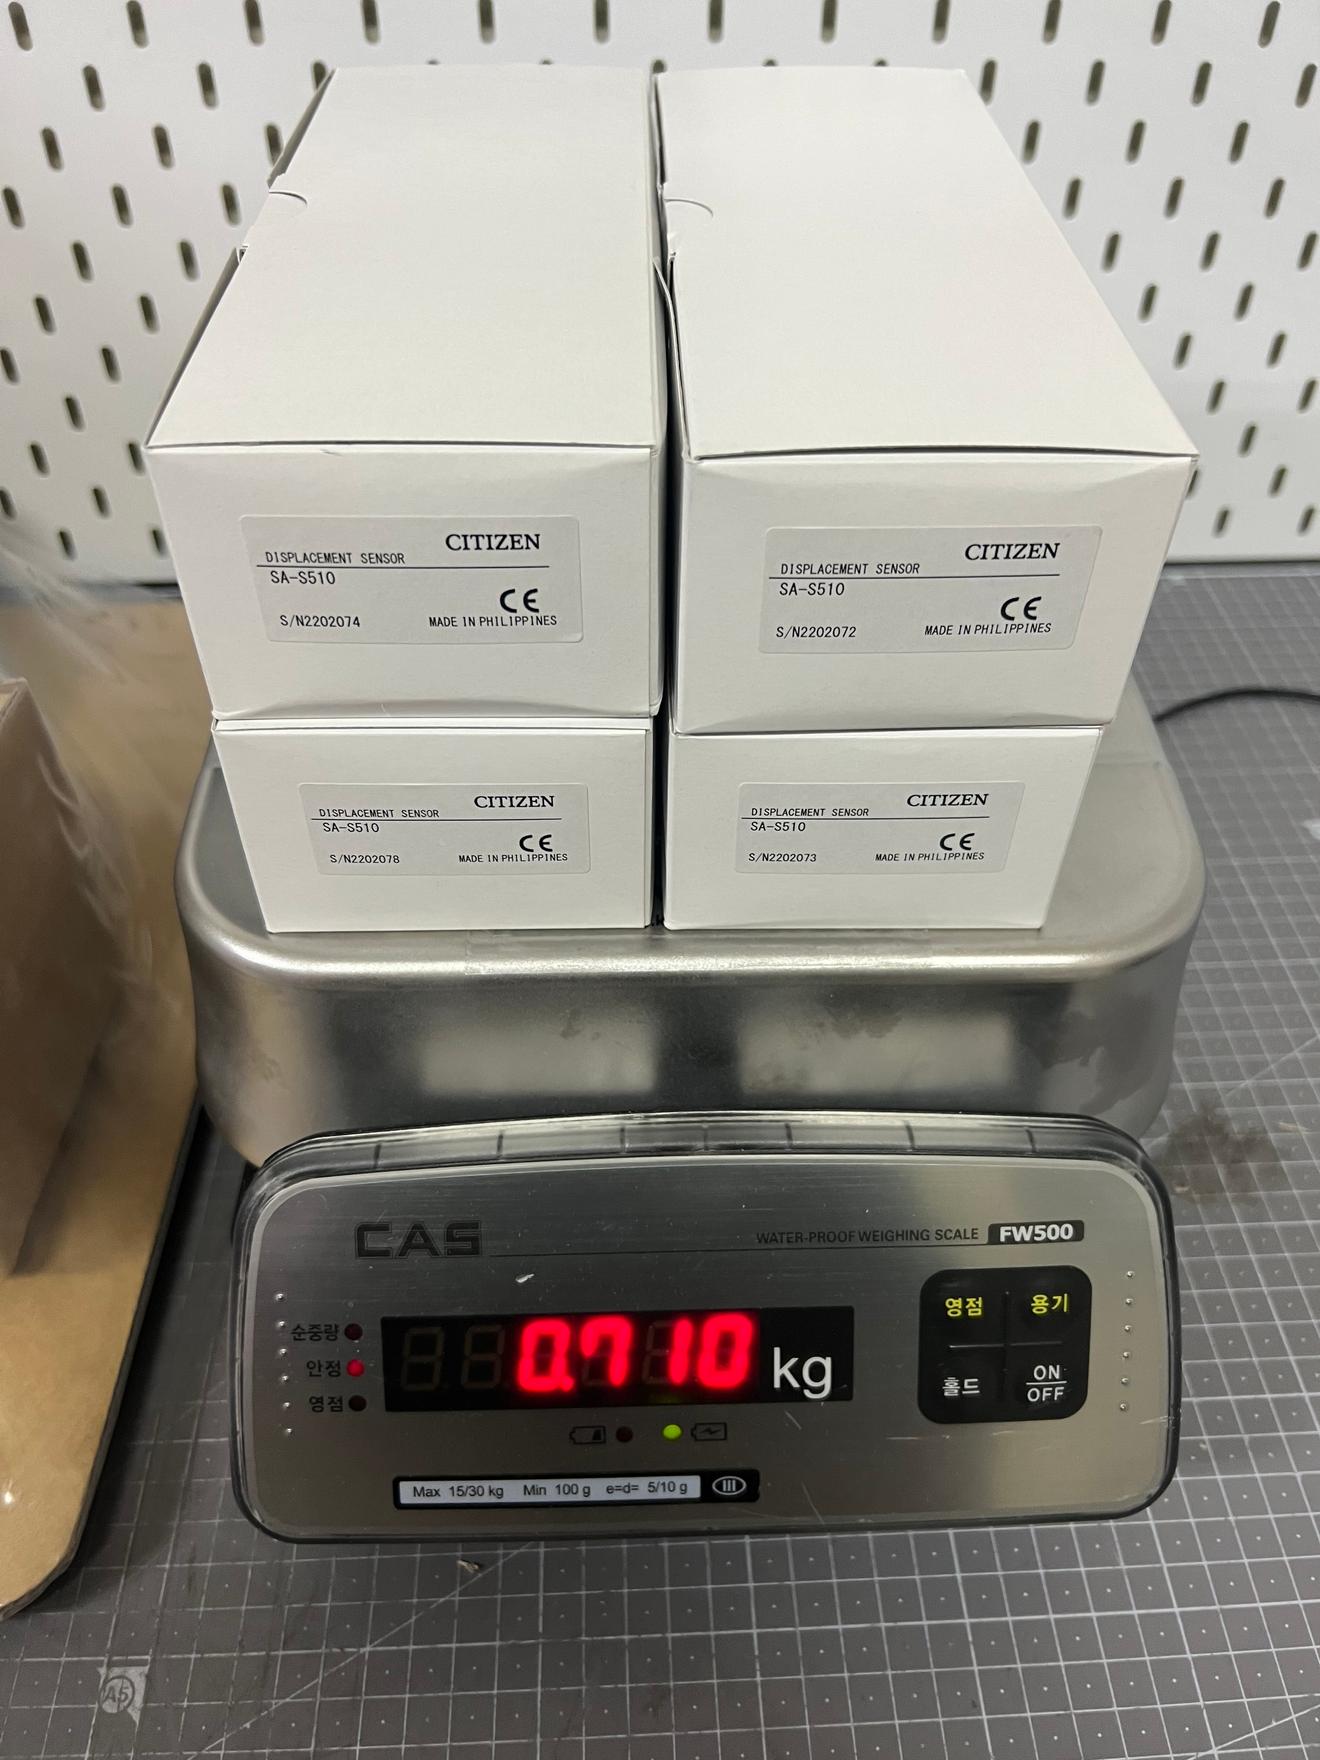 CITIZEN
DISPLACEMENT SENSOR
SA-S510
CE
S/N2202074 MADE IN PHILIPPINES
CITIZEN
DISPLACEMENT SENSOR
SA-S510
CE
S/N2202072 MADE IN PHILIPPINES
CITIZEN
DISPLACEMENT SENSOR
SA-S510
CE
S/N2202078 MADE IN PHILIPPINES
CITIZEN
DISPLACEMENT SENSOR
SA-S510
CE
S/N2202073 MADE IN PHILIPPINES
CAS
WATER-PROOF WEIGHING SCALE FW500
순중량
안정
영점
0.710 kg
영점 용기
홀드 ON/OFF
Max 15/30 kg Min 100 g e=d= 5/10 g III
A5